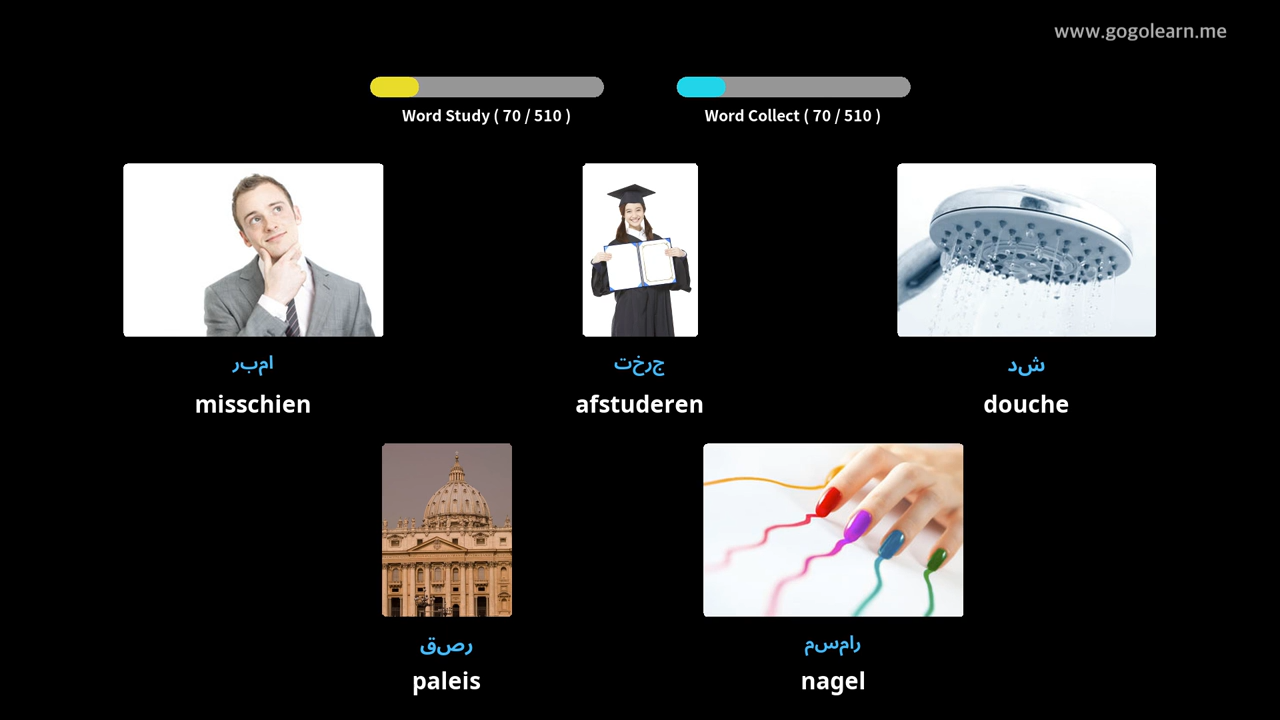 www.gogolearn.me
Word Study ( 70 / 510 )
Word Collect ( 70 / 510 )
امبر
misschien
جرخت
afstuderen
شد
douche
رصق
paleis
رامسم
nagel